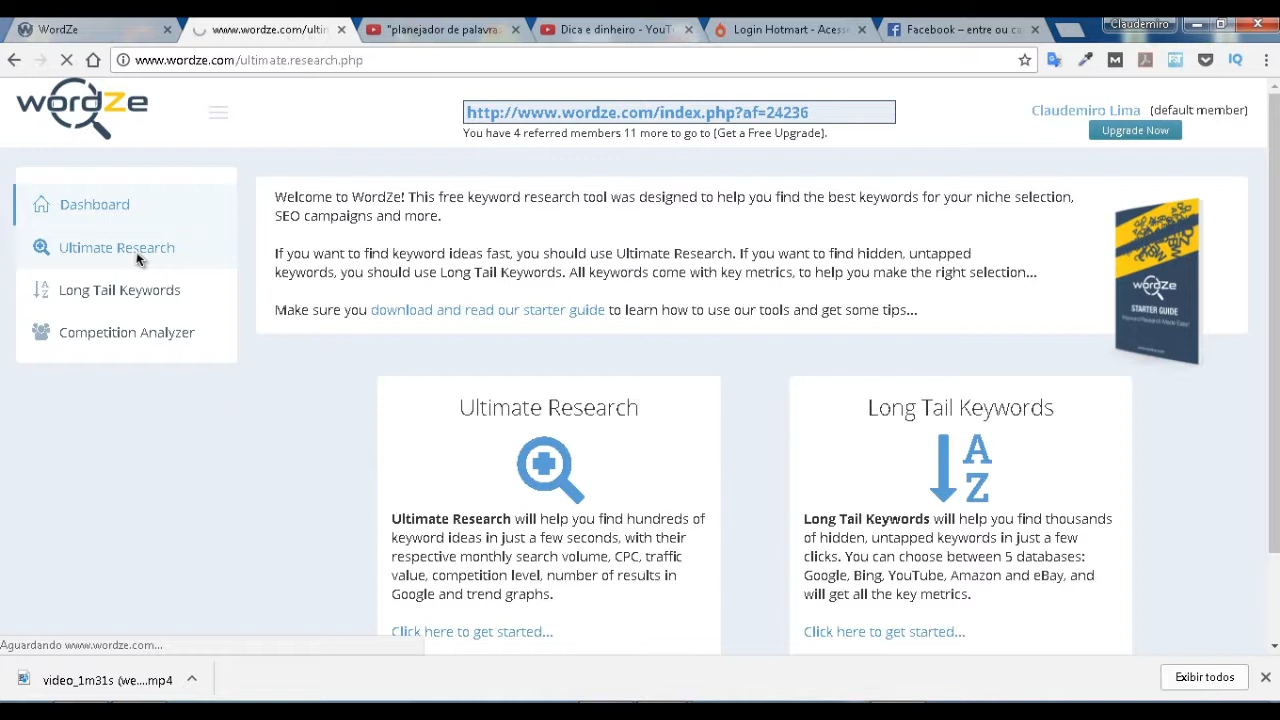 Claudemiro
WordZe
www.wordze.com/ultim
"planejador de palavras
Dica e dinheiro - YouT
Login Hotmart - Acess
Facebook – entre ou c
www.wordze.com/ultimate.research.php
wordze
http://www.wordze.com/index.php?af=24236
You have 4 referred members 11 more to go to [Get a Free Upgrade].
Claudemiro Lima (default member)
Upgrade Now
Dashboard
Ultimate Research
Long Tail Keywords
Competition Analyzer
Welcome to WordZe! This free keyword research tool was designed to help you find the best keywords for your niche selection,
SEO campaigns and more.
If you want to find keyword ideas fast, you should use Ultimate Research. If you want to find hidden, untapped
keywords, you should use Long Tail Keywords. All keywords come with key metrics, to help you make the right selection...
Make sure you download and read our starter guide to learn how to use our tools and get some tips...
wordze
STARTER GUIDE
Keyword Research Made Easy!
Ultimate Research
Ultimate Research will help you find hundreds of
keyword ideas in just a few seconds, with their
respective monthly search volume, CPC, traffic
value, competition level, number of results in
Google and trend graphs.
Click here to get started...
Long Tail Keywords
A
Z
Long Tail Keywords will help you find thousands
of hidden, untapped keywords in just a few
clicks. You can choose between 5 databases:
Google, Bing, YouTube, Amazon and eBay, and
will get all the key metrics.
Click here to get started...
Aguardando www.wordze.com...
video_1m31s (we....mp4
Exibir todos